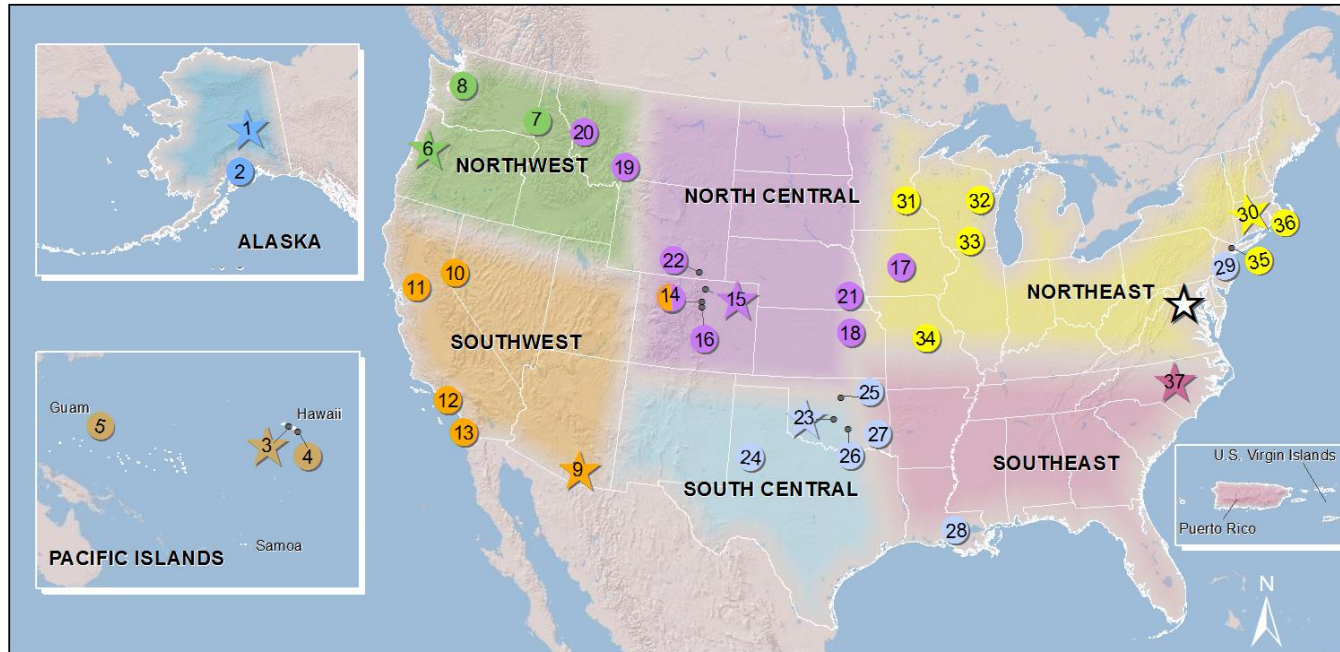 1
2
ALASKA
Guam
5
Hawaii
3
4
Samoa
PACIFIC ISLANDS
8
7
20
6
NORTHWEST
19
NORTH CENTRAL
31
32
30
36
33
22
10
11
17
29
35
14
15
21
NORTHEAST
16
18
34
SOUTHWEST
37
12
25
13
23
27
9
24
26
SOUTHEAST
SOUTH CENTRAL
28
U.S. Virgin Islands
Puerto Rico
N